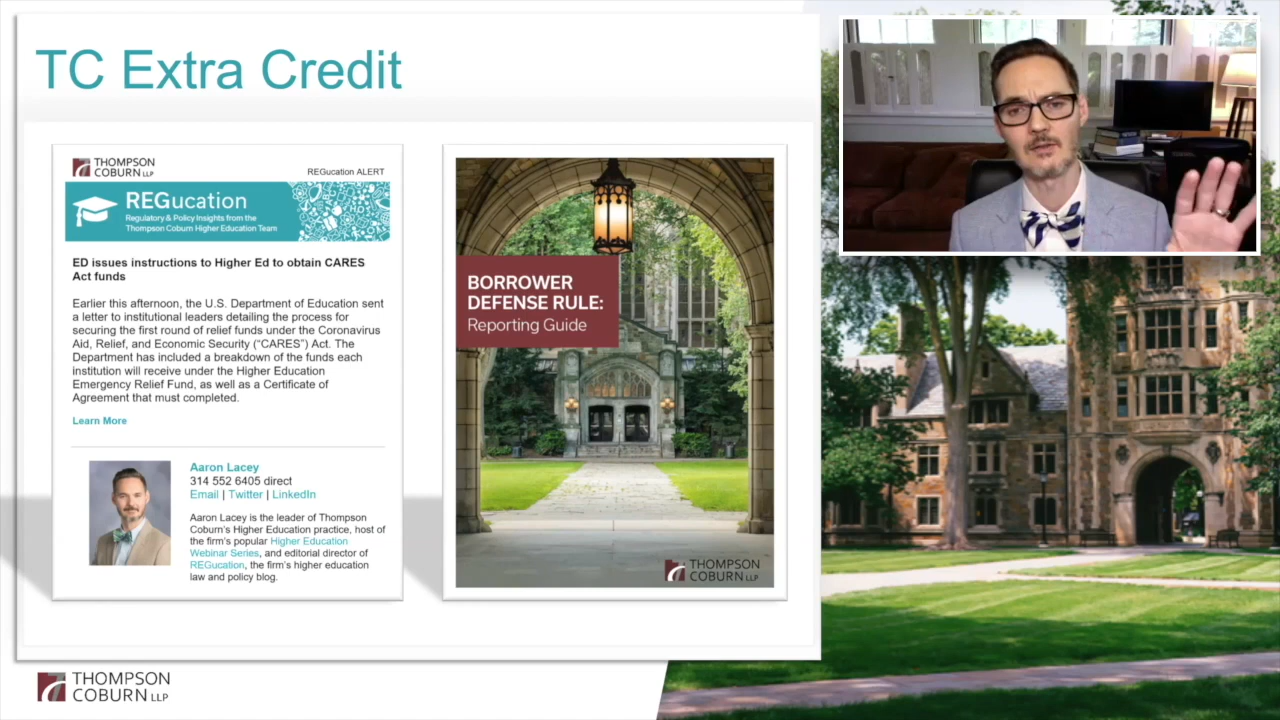 TC Extra Credit
THOMPSON
COBURN LLP
REGucation ALERT
REGucation
Regulatory & Policy Insights from the
Thompson Coburn Higher Education Team
ED issues instructions to Higher Ed to obtain CARES
Act funds
Earlier this afternoon, the U.S. Department of Education sent
a letter to institutional leaders detailing the process for
securing the first round of relief funds under the Coronavirus
Aid, Relief, and Economic Security (“CARES”) Act. The
Department has included a breakdown of the funds each
institution will receive under the Higher Education
Emergency Relief Fund, as well as a Certificate of
Agreement that must completed.
Learn More
Aaron Lacey
314 552 6405 direct
Email | Twitter | LinkedIn
Aaron Lacey is the leader of Thompson
Coburn's Higher Education practice, host of
the firm's popular Higher Education
Webinar Series, and editorial director of
REGucation, the firm's higher education
law and policy blog.
BORROWER
DEFENSE RULE:
Reporting Guide
THOMPSON
COBURN LLP
THOMPSON
COBURN LLP